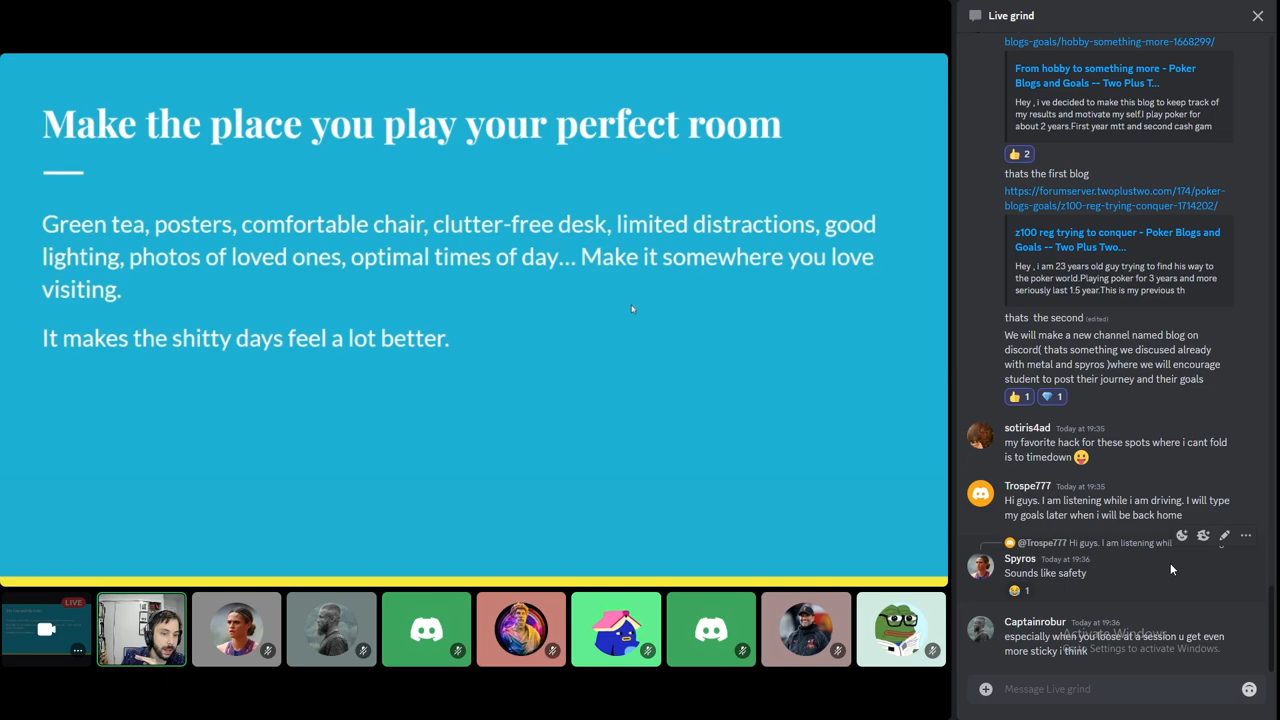 Make the place you play your perfect room
Green tea, posters, comfortable chair, clutter-free desk, limited distractions, good
lighting, photos of loved ones, optimal times of day... Make it somewhere you love
visiting.
It makes the shitty days feel a lot better.
LIVE
Live grind
blogs-goals/hobby-something-more-1668299/
From hobby to something more - Poker
Blogs and Goals -- Two Plus T...
Hey , i ve decided to make this blog to keep track of
my results and motivate my self.I play poker for
about 2 years.First year mtt and second cash gam
👍 2
thats the first blog
https://forumserver.twoplustwo.com/174/poker-
blogs-goals/z100-reg-trying-conquer-1714202/
z100 reg trying to conquer - Poker Blogs and
Goals -- Two Plus Two...
Hey , i am 23 years old guy trying to find his way to
the poker world.Playing poker for 3 years and more
seriously last 1.5 year.This is my previous th
thats  the second (edited)
We will make a new channel named blog on
discord( thats something we discused already
with metal and spyros )where we will encourage
student to post their journey and their goals
👍 1 💎 1
sotiris4ad Today at 19:35
my favorite hack for these spots where i cant fold
is to timedown 😛
Trospe777 Today at 19:35
Hi guys. I am listening while i am driving. I will type
my goals later when i will be back home
@Trospe777 Hi guys. I am listening whil
Spyros Today at 19:36
Sounds like safety
😂 1
Captainrobur Today at 19:36
especially when you loose at a session u get even
more sticky i think
Activate Windows
Go to Settings to activate Windows.
Message Live grind